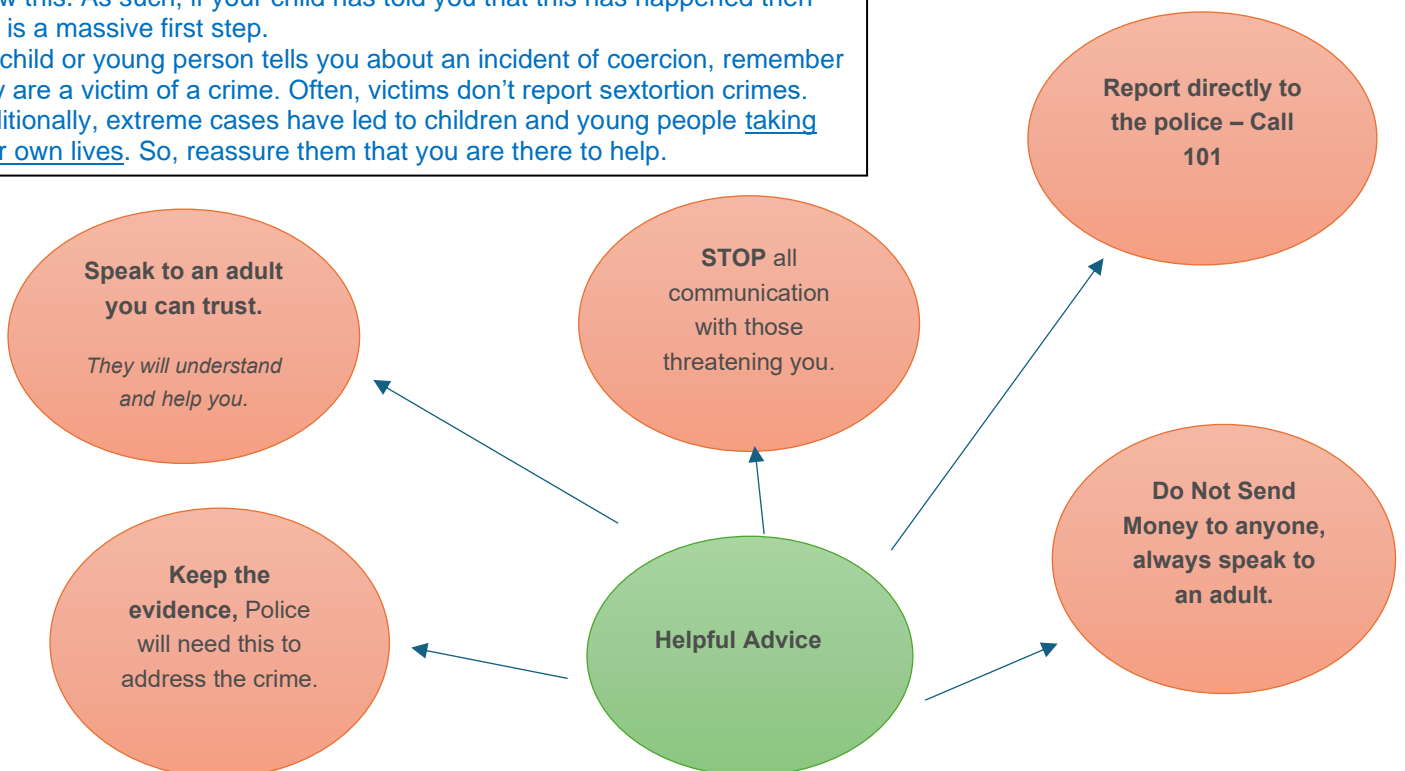 w this. As such, if your child has told you that this has happened then
is a massive first step.
child or young person tells you about an incident of coercion, remember
y are a victim of a crime. Often, victims don’t report sextortion crimes.
ditionally, extreme cases have led to children and young people taking
r own lives. So, reassure them that you are there to help.
Report directly to
the police – Call
101
Speak to an adult
you can trust.
They will understand
and help you.
STOP all
communication
with those
threatening you.
Do Not Send
Money to anyone,
always speak to
an adult.
Keep the
evidence, Police
will need this to
address the crime.
Helpful Advice